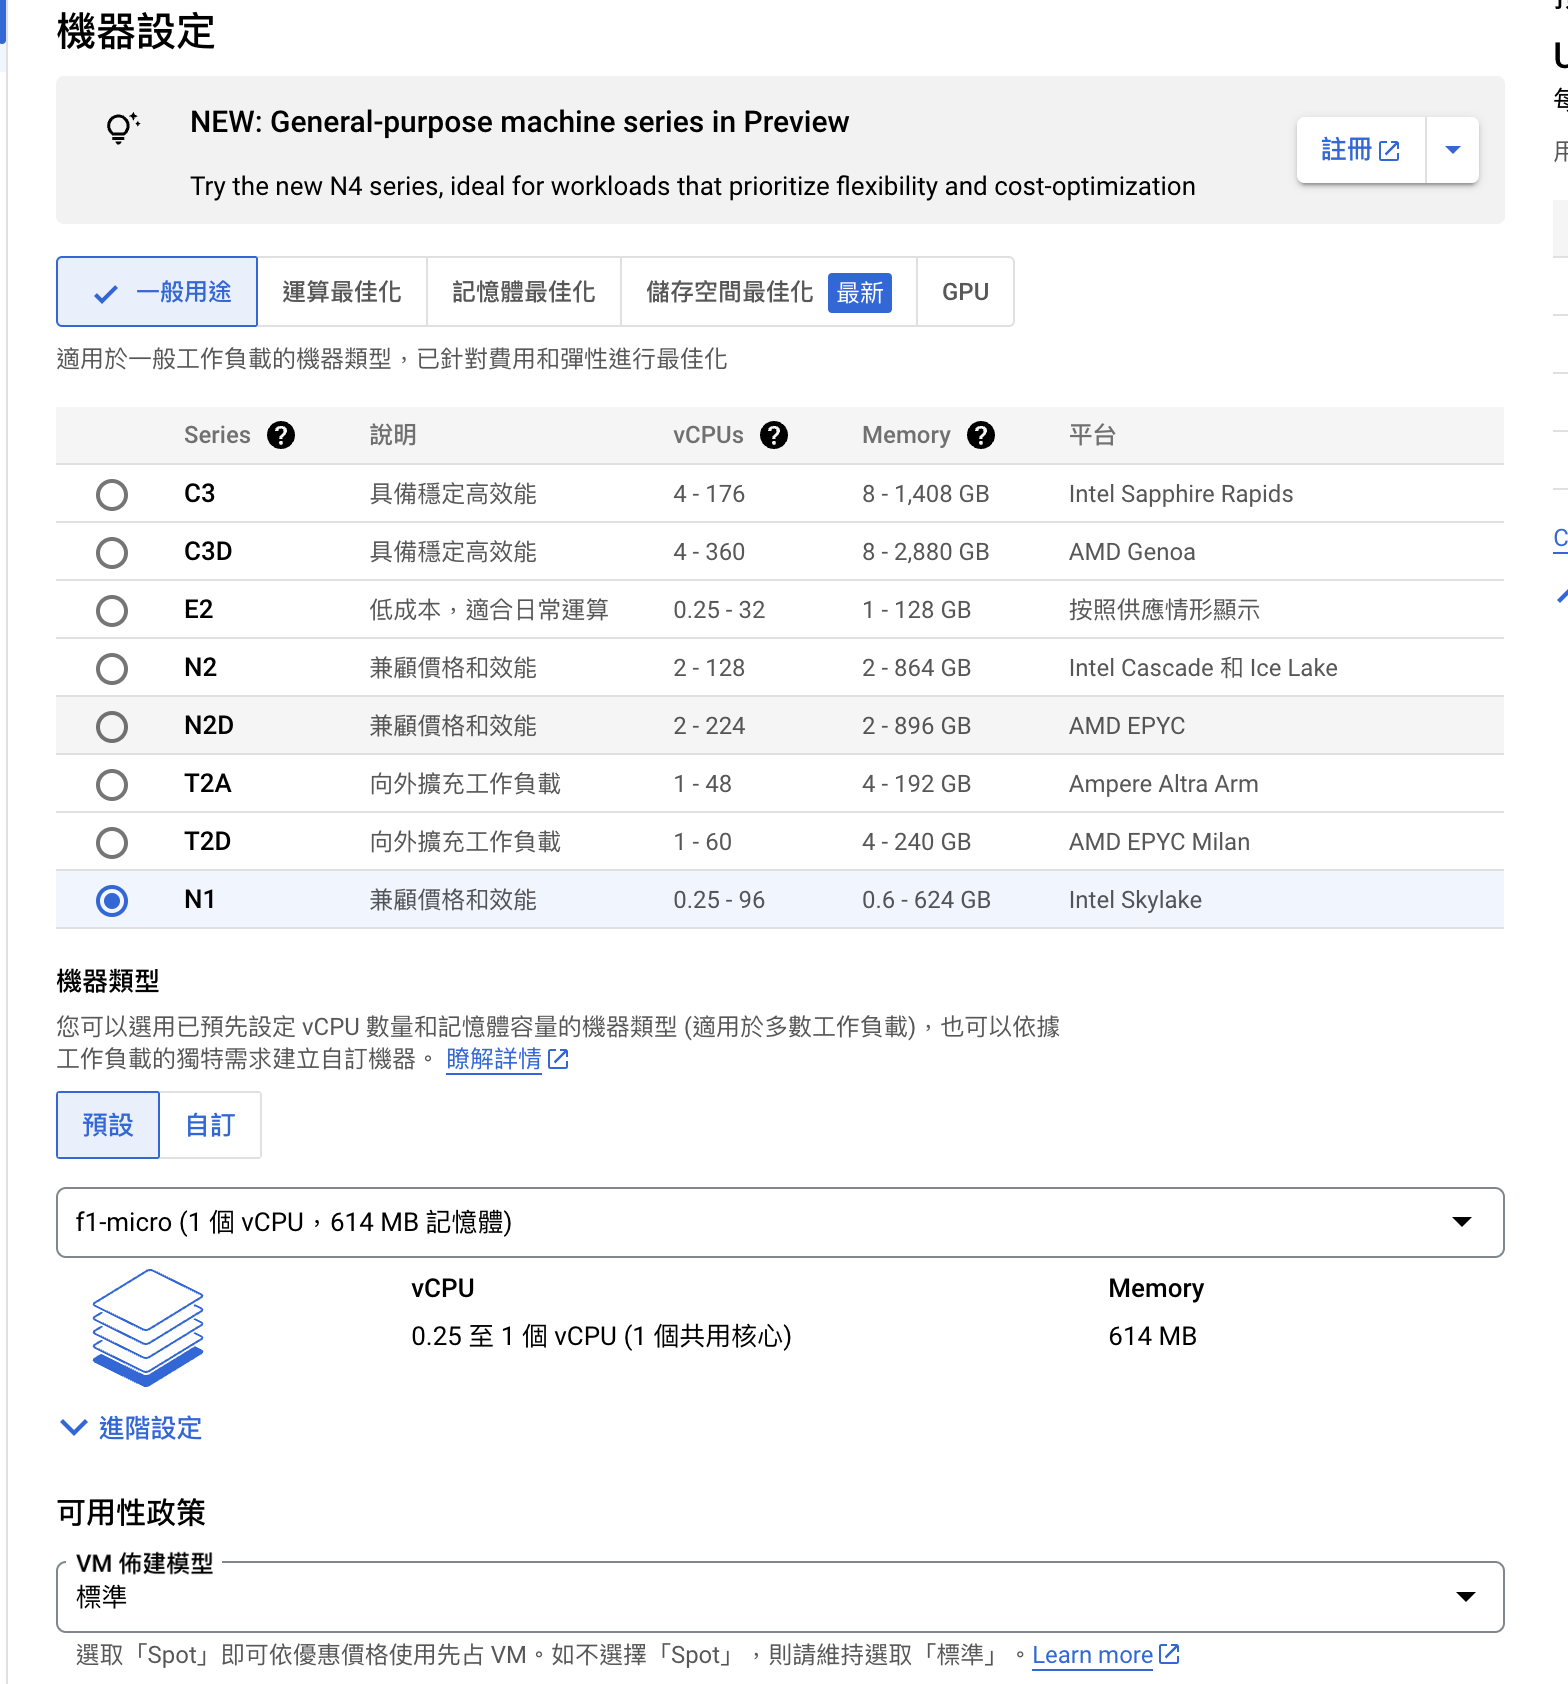 機器設定
NEW: General-purpose machine series in Preview
Try the new N4 series, ideal for workloads that prioritize flexibility and cost-optimization
註冊
一般用途 運算最佳化 記憶體最佳化 儲存空間最佳化 最新 GPU
適用於一般工作負載的機器類型，已針對費用和彈性進行最佳化
Series 說明 vCPUs Memory 平台
C3 具備穩定高效能 4 - 176 8 - 1,408 GB Intel Sapphire Rapids
C3D 具備穩定高效能 4 - 360 8 - 2,880 GB AMD Genoa
E2 低成本，適合日常運算 0.25 - 32 1 - 128 GB 按照供應情形顯示
N2 兼顧價格和效能 2 - 128 2 - 864 GB Intel Cascade 和 Ice Lake
N2D 兼顧價格和效能 2 - 224 2 - 896 GB AMD EPYC
T2A 向外擴充工作負載 1 - 48 4 - 192 GB Ampere Altra Arm
T2D 向外擴充工作負載 1 - 60 4 - 240 GB AMD EPYC Milan
N1 兼顧價格和效能 0.25 - 96 0.6 - 624 GB Intel Skylake
機器類型
您可以選用已預先設定 vCPU 數量和記憶體容量的機器類型 (適用於多數工作負載)，也可以依據
工作負載的獨特需求建立自訂機器。 瞭解詳情
預設 自訂
f1-micro (1 個 vCPU，614 MB 記憶體)
vCPU Memory
0.25 至 1 個 vCPU (1 個共用核心) 614 MB
進階設定
可用性政策
VM 佈建模型
標準
選取「Spot」即可依優惠價格使用先占 VM。如不選擇「Spot」，則請維持選取「標準」。Learn more